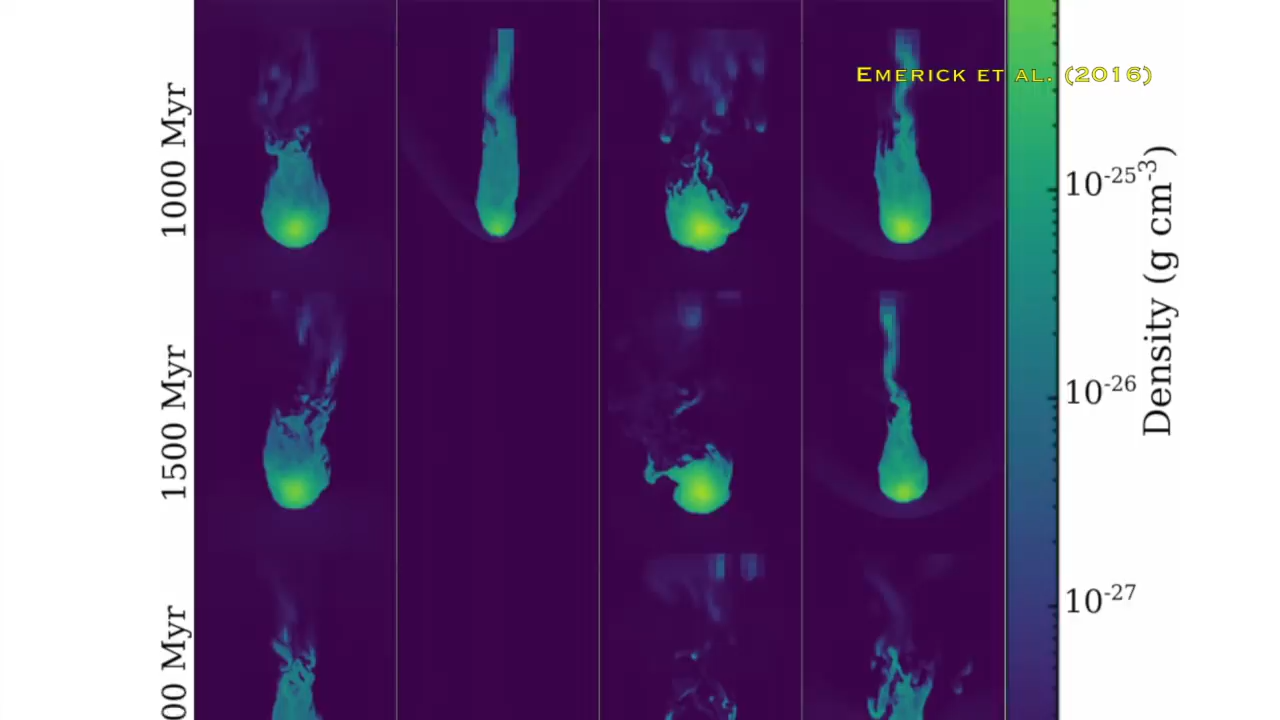 EMERICK ET AL. (2016)
1000 Myr
1500 Myr
00 Myr
10-25
10-26
10-27
Density (g cm-3)